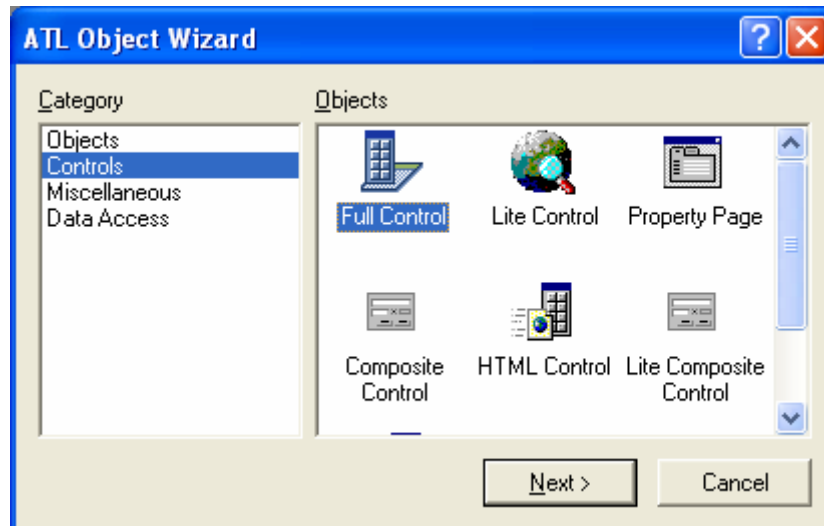 ATL Object Wizard
Category
Objects
Objects
Controls
Miscellaneous
Data Access
Full Control
Lite Control
Property Page
Composite
Control
HTML Control
Lite Composite
Control
Next >
Cancel